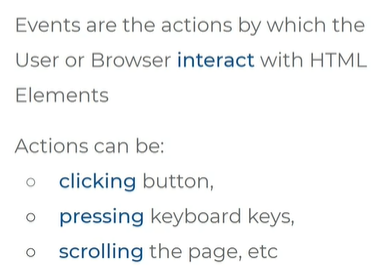 Events are the actions by which the
User or Browser interact with HTML
Elements
Actions can be:
○ clicking button,
○ pressing keyboard keys,
○ scrolling the page, etc